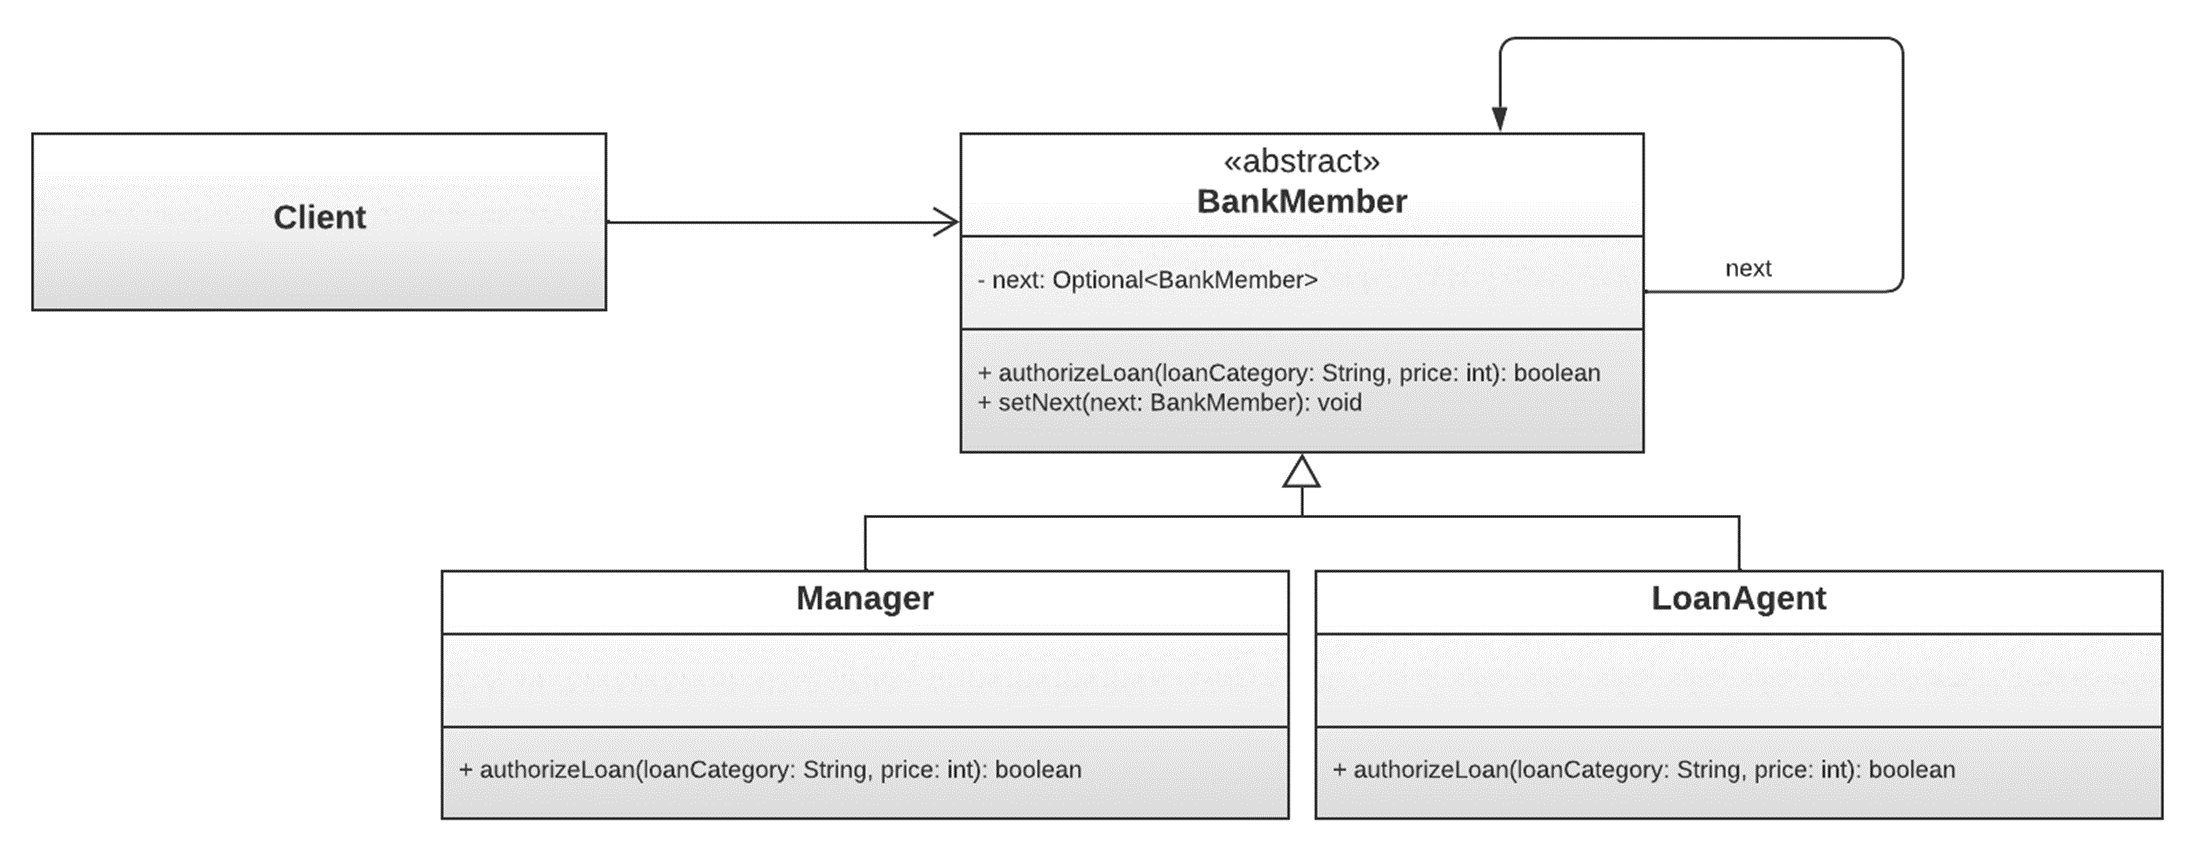 Client
«abstract»
BankMember
- next: Optional<BankMember>
next
+ authorizeLoan(loanCategory: String, price: int): boolean
+ setNext(next: BankMember): void
Manager
+ authorizeLoan(loanCategory: String, price: int): boolean
LoanAgent
+ authorizeLoan(loanCategory: String, price: int): boolean